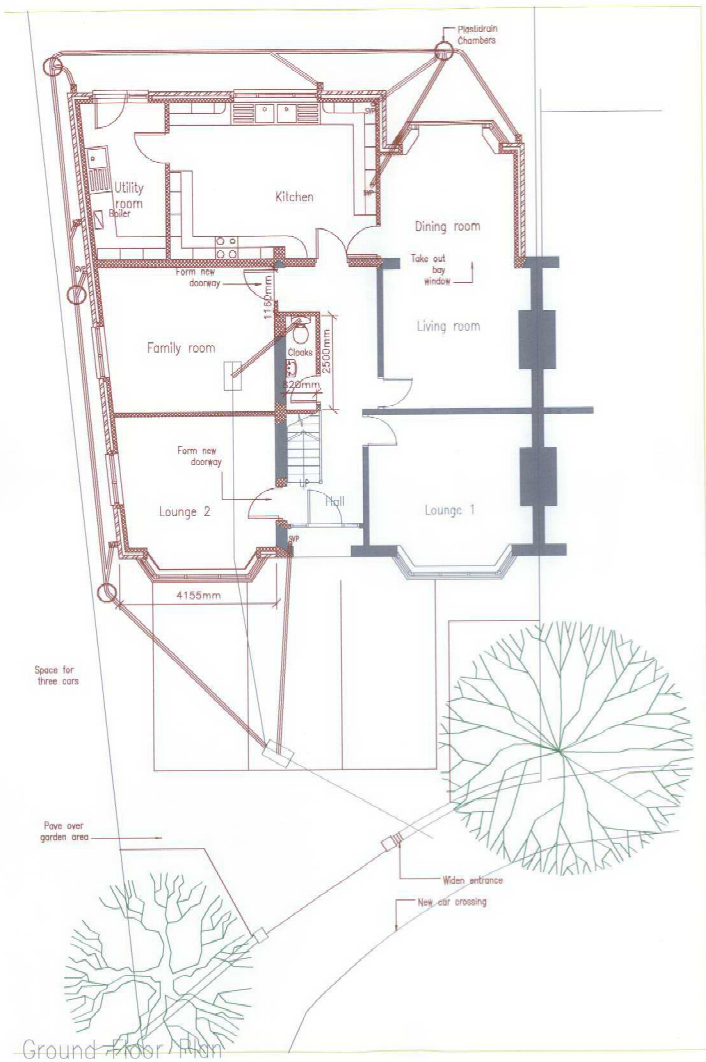 Plastidrain
Chambers
Utility
room
Boiler
Kitchen
Dining room
Form new
doorway
Take out
bay
window
1160mm
Family room
Cloaks
2500mm
820mm
Living room
Form new
doorway
Lounge 2
UP
Hall
Lounge 1
SVP
4155mm
Space for
three cars
Pave over
garden area
Widen entrance
New car crossing
Ground Floor Plan